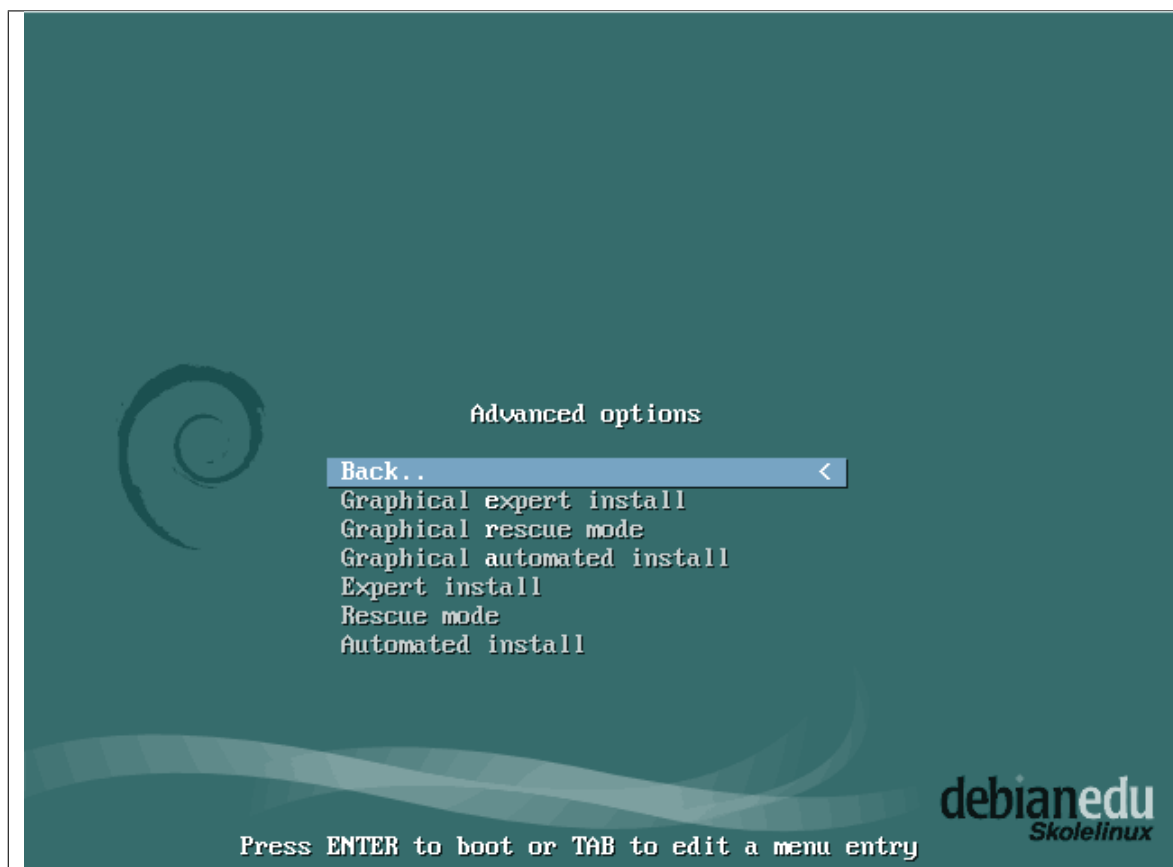 Advanced options
Back.. <
Graphical expert install
Graphical rescue mode
Graphical automated install
Expert install
Rescue mode
Automated install
debianedu
Skolelinux
Press ENTER to boot or TAB to edit a menu entry